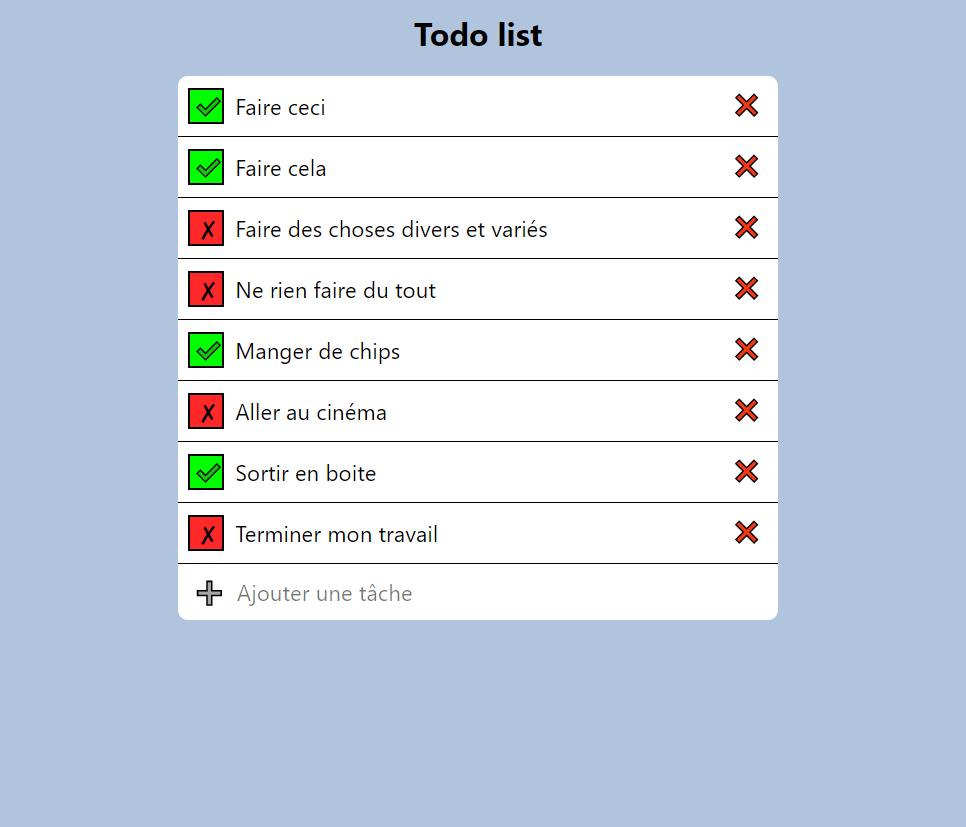 Todo list
Faire ceci
Faire cela
Faire des choses divers et variés
Ne rien faire du tout
Manger de chips
Aller au cinéma
Sortir en boite
Terminer mon travail
Ajouter une tâche